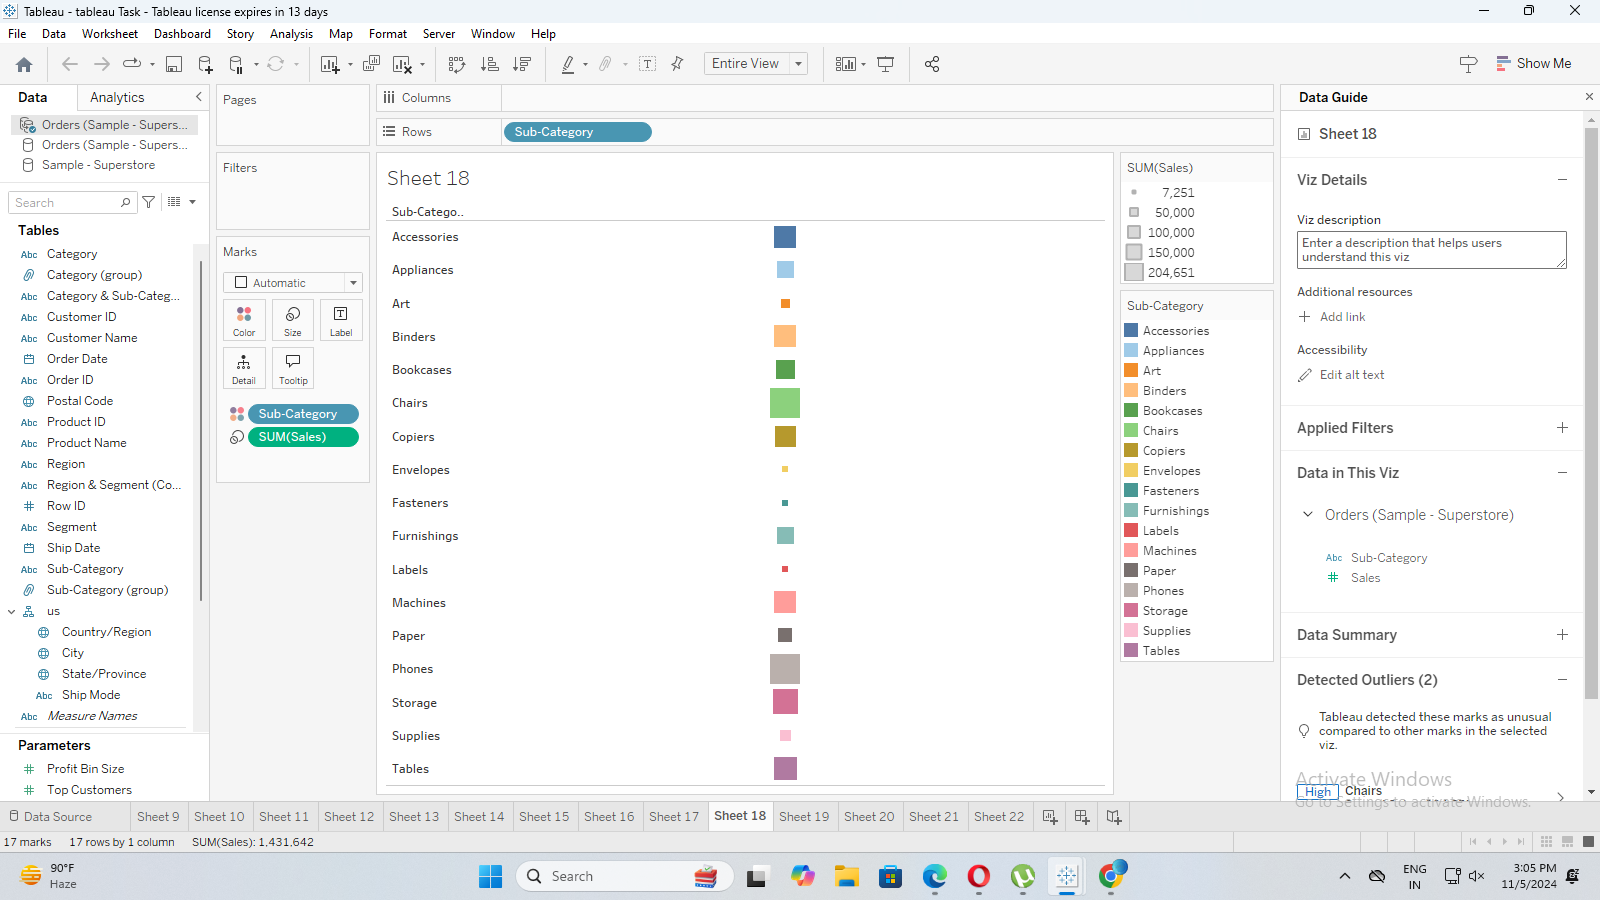 Tableau - tableau Task - Tableau license expires in 13 days
File Data Worksheet Dashboard Story Analysis Map Format Server Window Help
Entire View
Show Me
Data Analytics
Orders (Sample - Supers...
Orders (Sample - Supers...
Sample - Superstore
Search
Tables
Abc Category
Category (group)
Abc Category & Sub-Categ...
Abc Customer ID
Abc Customer Name
Order Date
Abc Order ID
Postal Code
Abc Product ID
Abc Product Name
Abc Region
Abc Region & Segment (Co...
# Row ID
Abc Segment
Ship Date
Abc Sub-Category
Sub-Category (group)
us
Country/Region
City
State/Province
Abc Ship Mode
Abc Measure Names
Parameters
# Profit Bin Size
# Top Customers
Pages
Filters
Marks
Automatic
Color Size Label
Detail Tooltip
Sub-Category
SUM(Sales)
Columns
Rows Sub-Category
Sheet 18
Sub-Catego..
Accessories
Appliances
Art
Binders
Bookcases
Chairs
Copiers
Envelopes
Fasteners
Furnishings
Labels
Machines
Paper
Phones
Storage
Supplies
Tables
SUM(Sales)
7,251
50,000
100,000
150,000
204,651
Sub-Category
Accessories
Appliances
Art
Binders
Bookcases
Chairs
Copiers
Envelopes
Fasteners
Furnishings
Labels
Machines
Paper
Phones
Storage
Supplies
Tables
Data Guide
Sheet 18
Viz Details
Viz description
Enter a description that helps users
understand this viz
Additional resources
Add link
Accessibility
Edit alt text
Applied Filters
Data in This Viz
Orders (Sample - Superstore)
Abc Sub-Category
# Sales
Data Summary
Detected Outliers (2)
Tableau detected these marks as unusual
compared to other marks in the selected
viz.
High Chairs
Activate Windows
Go to Settings to activate Windows.
Data Source Sheet 9 Sheet 10 Sheet 11 Sheet 12 Sheet 13 Sheet 14 Sheet 15 Sheet 16 Sheet 17 Sheet 18 Sheet 19 Sheet 20 Sheet 21 Sheet 22
17 marks 17 rows by 1 column SUM(Sales): 1,431,642
90°F
Haze
Search
ENG
IN
3:05 PM
11/5/2024